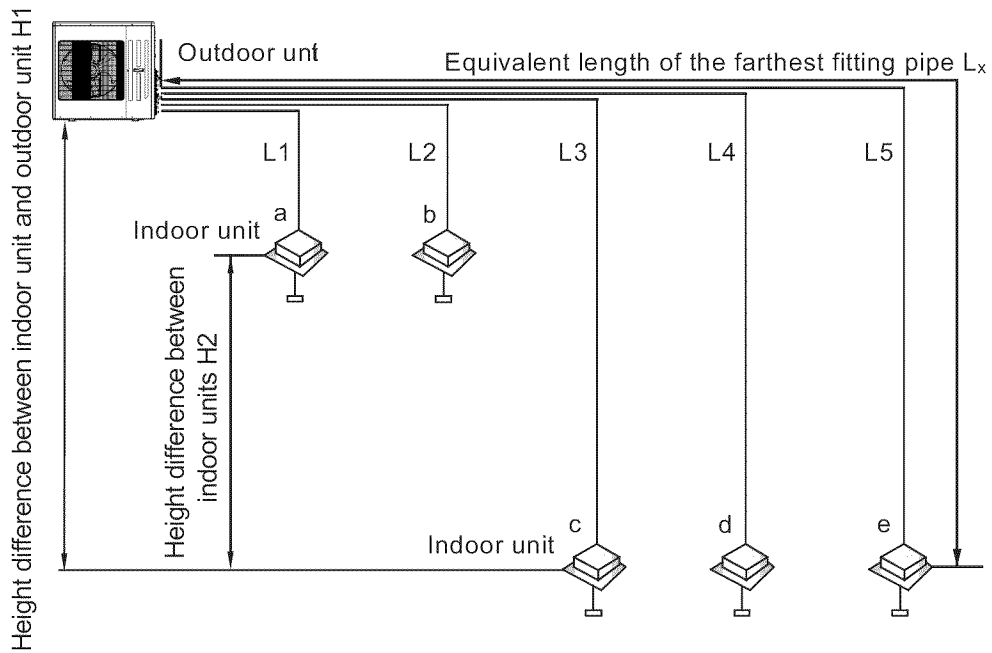 Height difference between indoor unit and outdoor unit H1
Outdoor unit
Equivalent length of the farthest fitting pipe Lx
L1
L2
L3
L4
L5
a
b
Indoor unit
Height difference between
indoor units H2
c
d
e
Indoor unit